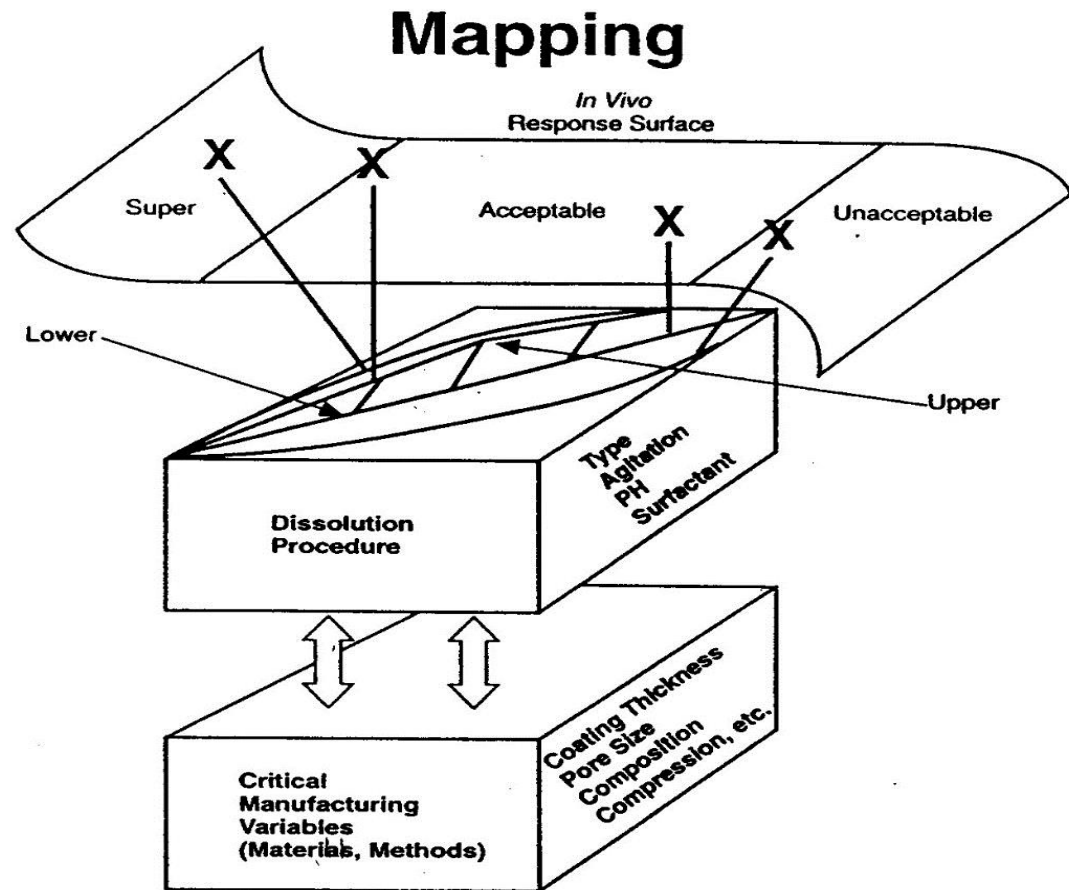 Mapping
In Vivo
Response Surface
X
X
Super
Acceptable
X
X
Unacceptable
Lower
Upper
Type
Agitation
PH
Surfactant
Dissolution
Procedure
Coating Thickness
Pore Size
Composition
Compression, etc.
Critical
Manufacturing
Variables
(Materials, Methods)